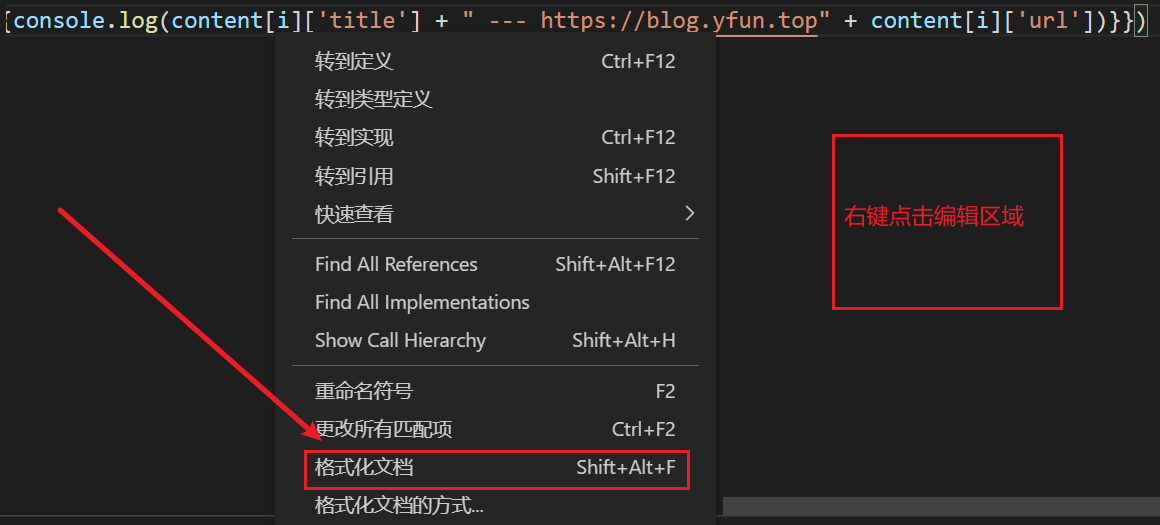 {console.log(content[i]['title'] + " --- https://blog.yfun.top" + content[i]['url'])}})
转到定义 Ctrl+F12
转到类型定义
转到实现 Ctrl+F12
转到引用 Shift+F12
快速查看
右键点击编辑区域
Find All References Shift+Alt+F12
Find All Implementations
Show Call Hierarchy Shift+Alt+H
重命名符号 F2
更改所有匹配项 Ctrl+F2
格式化文档 Shift+Alt+F
格式化文档的方式...